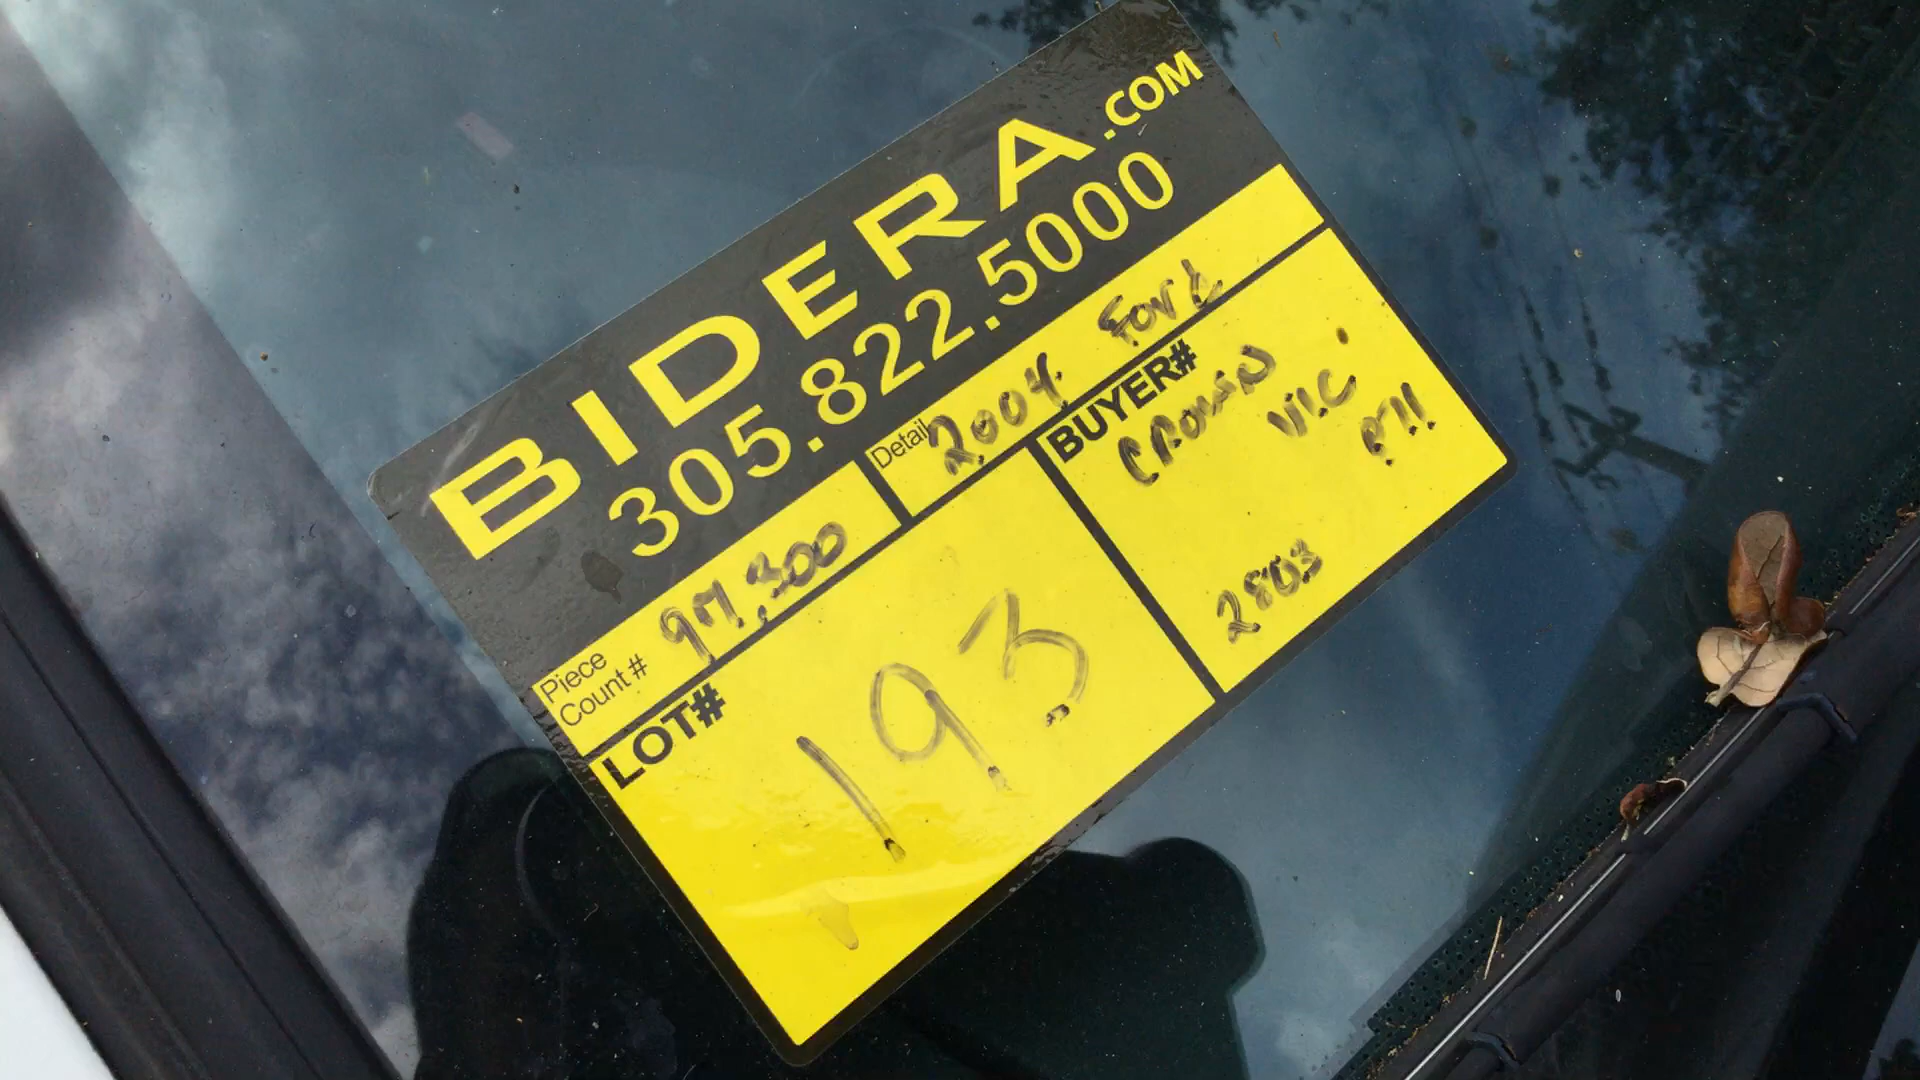 BIDERA.COM
305.822.5000
Piece Count # 97,300
Detail 2004 Ford
LOT# 193
BUYER#
CROWN VIC. P71
2803